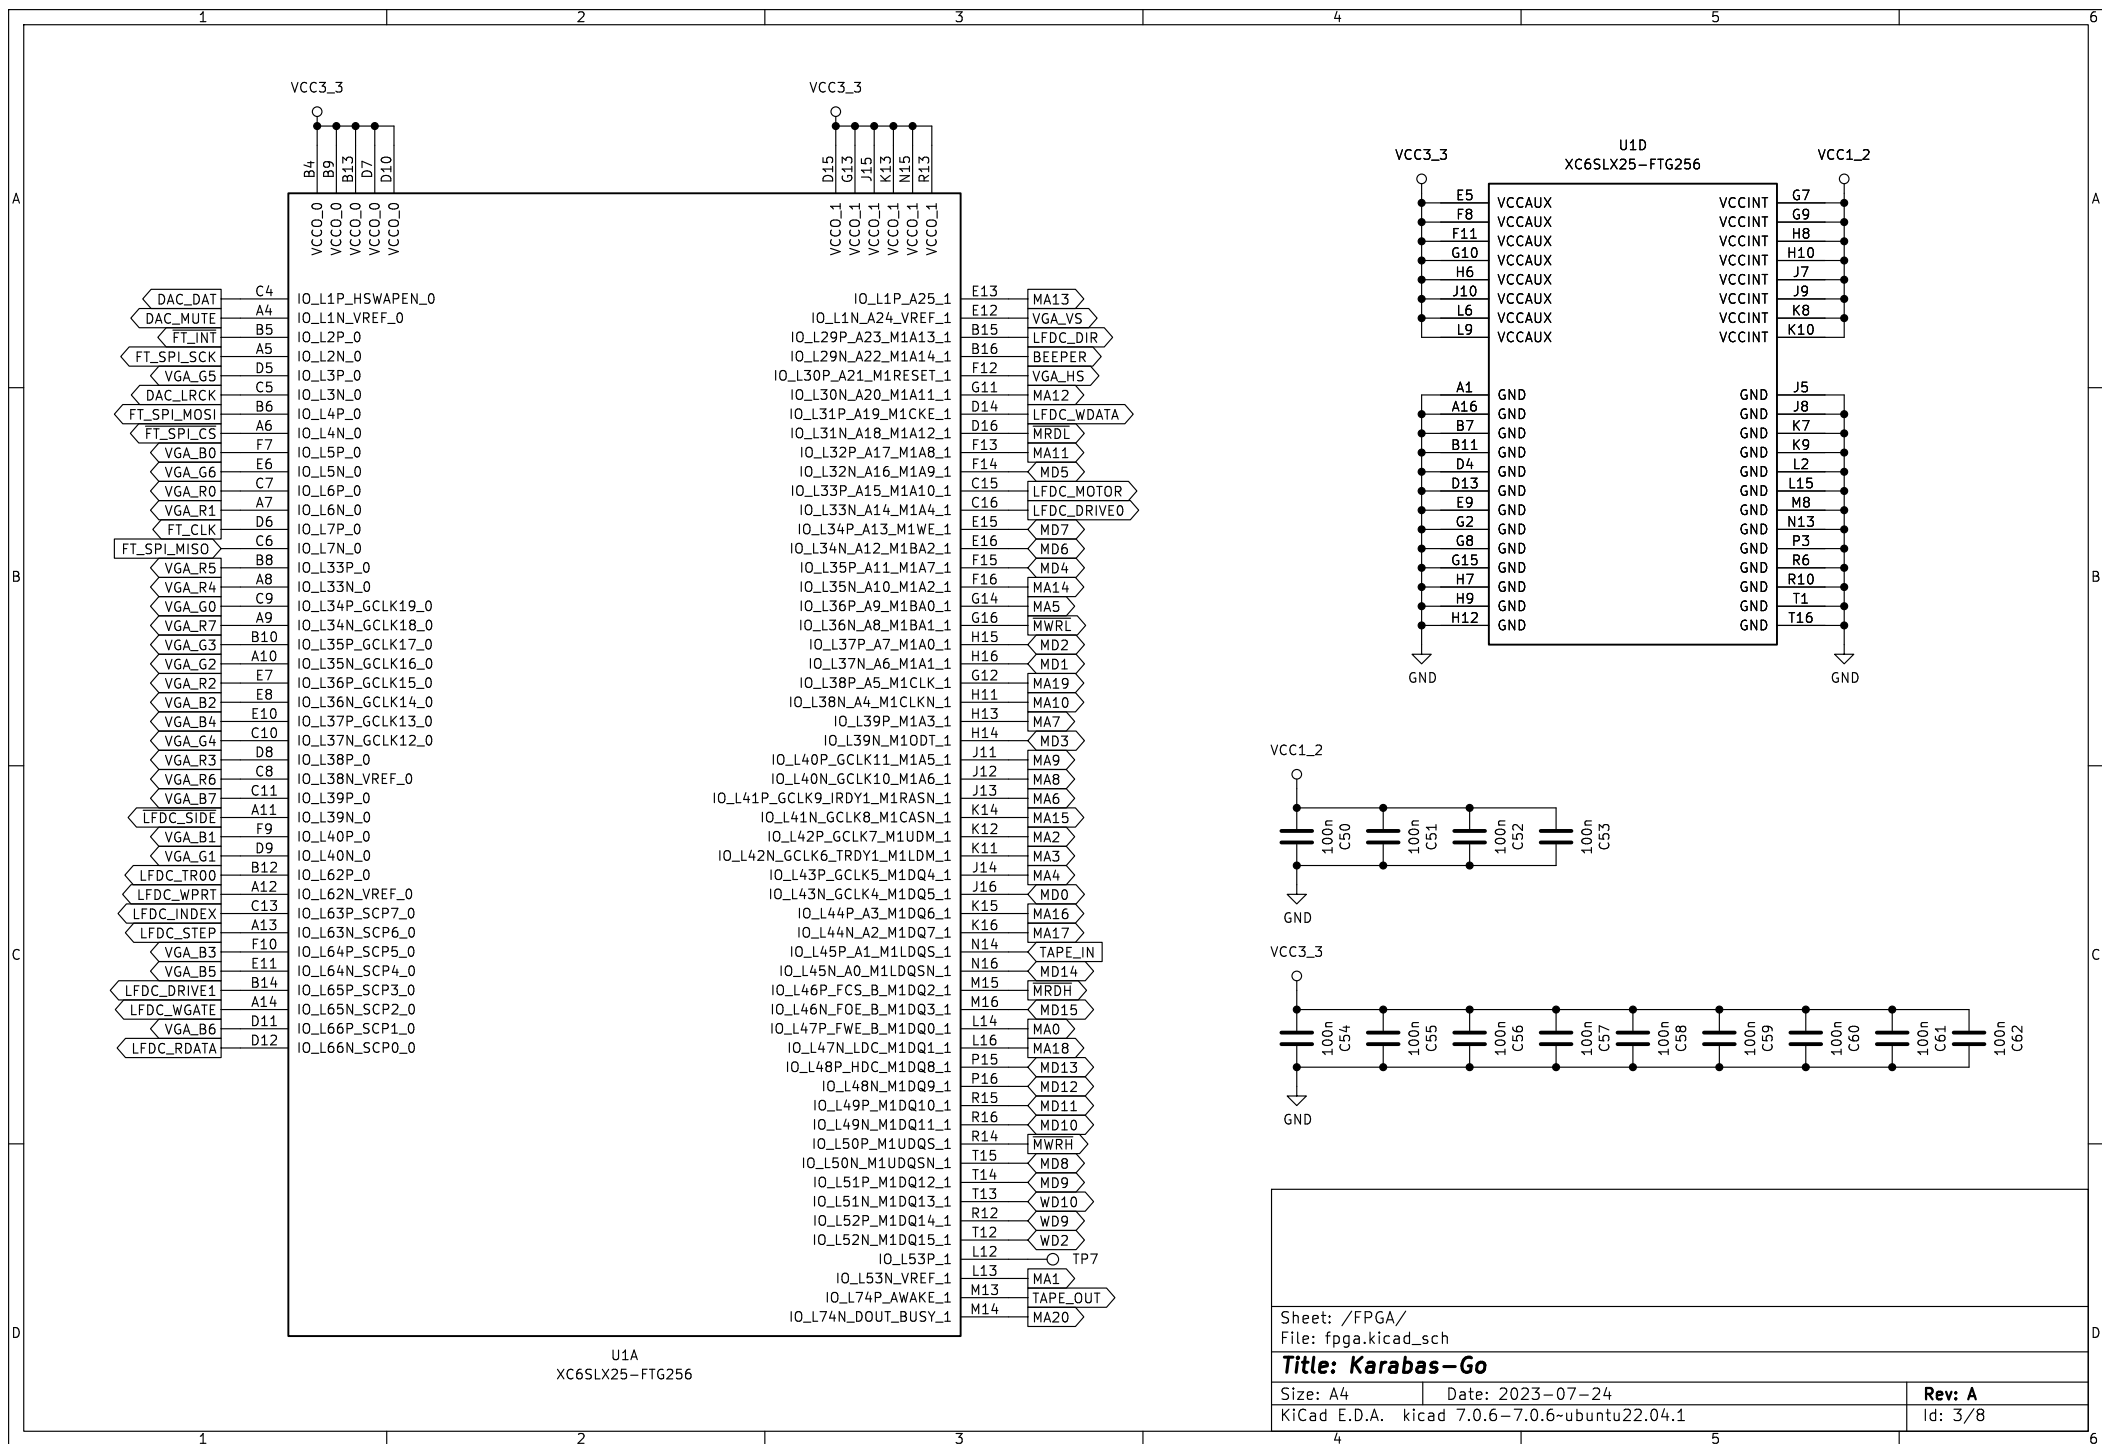 1 2 3 4 5 6
A
B
C
D
A
B
C
D
1 2 3 4 5 6
VCC3_3
B4 B9 B13 D7 D10
VCCO_0 VCCO_0 VCCO_0 VCCO_0 VCCO_0
VCC3_3
D15 G13 J15 K13 N15 R13
VCCO_1 VCCO_1 VCCO_1 VCCO_1 VCCO_1 VCCO_1
DAC_DAT C4 IO_L1P_HSWAPEN_0
DAC_MUTE A4 IO_L1N_VREF_0
FT_INT B5 IO_L2P_0
FT_SPI_SCK A5 IO_L2N_0
VGA_G5 D5 IO_L3P_0
DAC_LRCK C5 IO_L3N_0
FT_SPI_MOSI B6 IO_L4P_0
FT_SPI_CS A6 IO_L4N_0
VGA_B0 F7 IO_L5P_0
VGA_G6 E6 IO_L5N_0
VGA_R0 C7 IO_L6P_0
VGA_R1 A7 IO_L6N_0
FT_CLK D6 IO_L7P_0
FT_SPI_MISO C6 IO_L7N_0
VGA_R5 B8 IO_L33P_0
VGA_R4 A8 IO_L33N_0
VGA_G0 C9 IO_L34P_GCLK19_0
VGA_R7 A9 IO_L34N_GCLK18_0
VGA_G3 B10 IO_L35P_GCLK17_0
VGA_G2 A10 IO_L35N_GCLK16_0
VGA_R2 E7 IO_L36P_GCLK15_0
VGA_B2 E8 IO_L36N_GCLK14_0
VGA_B4 E10 IO_L37P_GCLK13_0
VGA_G4 C10 IO_L37N_GCLK12_0
VGA_R3 D8 IO_L38P_0
VGA_R6 C8 IO_L38N_VREF_0
VGA_B7 C11 IO_L39P_0
LFDC_SIDE A11 IO_L39N_0
VGA_B1 F9 IO_L40P_0
VGA_G1 D9 IO_L40N_0
LFDC_TR00 B12 IO_L62P_0
LFDC_WPRT A12 IO_L62N_VREF_0
LFDC_INDEX C13 IO_L63P_SCP7_0
LFDC_STEP A13 IO_L63N_SCP6_0
VGA_B3 F10 IO_L64P_SCP5_0
VGA_B5 E11 IO_L64N_SCP4_0
LFDC_DRIVE1 B14 IO_L65P_SCP3_0
LFDC_WGATE A14 IO_L65N_SCP2_0
VGA_B6 D11 IO_L66P_SCP1_0
LFDC_RDATA D12 IO_L66N_SCP0_0
IO_L1P_A25_1 E13 MA13
IO_L1N_A24_VREF_1 E12 VGA_VS
IO_L29P_A23_M1A13_1 B15 LFDC_DIR
IO_L29N_A22_M1A14_1 B16 BEEPER
IO_L30P_A21_M1RESET_1 F12 VGA_HS
IO_L30N_A20_M1A11_1 G11 MA12
IO_L31P_A19_M1CKE_1 D14 LFDC_WDATA
IO_L31N_A18_M1A12_1 D16 MRDL
IO_L32P_A17_M1A8_1 F13 MA11
IO_L32N_A16_M1A9_1 F14 MD5
IO_L33P_A15_M1A10_1 C15 LFDC_MOTOR
IO_L33N_A14_M1A4_1 C16 LFDC_DRIVE0
IO_L34P_A13_M1WE_1 E15 MD7
IO_L34N_A12_M1BA2_1 E16 MD6
IO_L35P_A11_M1A7_1 F15 MD4
IO_L35N_A10_M1A2_1 F16 MA14
IO_L36P_A9_M1BA0_1 G14 MA5
IO_L36N_A8_M1BA1_1 G16 MWRL
IO_L37P_A7_M1A0_1 H15 MD2
IO_L37N_A6_M1A1_1 H16 MD1
IO_L38P_A5_M1CLK_1 G12 MA19
IO_L38N_A4_M1CLKN_1 H11 MA10
IO_L39P_M1A3_1 H13 MA7
IO_L39N_M1ODT_1 H14 MD3
IO_L40P_GCLK11_M1A5_1 J11 MA9
IO_L40N_GCLK10_M1A6_1 J12 MA8
IO_L41P_GCLK9_IRDY1_M1RASN_1 J13 MA6
IO_L41N_GCLK8_M1CASN_1 K14 MA15
IO_L42P_GCLK7_M1UDM_1 K12 MA2
IO_L42N_GCLK6_TRDY1_M1LDM_1 K11 MA3
IO_L43P_GCLK5_M1DQ4_1 J14 MA4
IO_L43N_GCLK4_M1DQ5_1 J16 MD0
IO_L44P_A3_M1DQ6_1 K15 MA16
IO_L44N_A2_M1DQ7_1 K16 MA17
IO_L45P_A1_M1LDQS_1 N14 TAPE_IN
IO_L45N_A0_M1LDQSN_1 N16 MD14
IO_L46P_FCS_B_M1DQ2_1 M15 MRDH
IO_L46N_FOE_B_M1DQ3_1 M16 MD15
IO_L47P_FWE_B_M1DQ0_1 L14 MA0
IO_L47N_LDC_M1DQ1_1 L16 MA18
IO_L48P_HDC_M1DQ8_1 P15 MD13
IO_L48N_M1DQ9_1 P16 MD12
IO_L49P_M1DQ10_1 R15 MD11
IO_L49N_M1DQ11_1 R16 MD10
IO_L50P_M1UDQS_1 R14 MWRH
IO_L50N_M1UDQSN_1 T15 MD8
IO_L51P_M1DQ12_1 T14 MD9
IO_L51N_M1DQ13_1 T13 WD10
IO_L52P_M1DQ14_1 R12 WD9
IO_L52N_M1DQ15_1 T12 WD2
IO_L53P_1 L12 TP7
IO_L53N_VREF_1 L13 MA1
IO_L74P_AWAKE_1 M13 TAPE_OUT
IO_L74N_DOUT_BUSY_1 M14 MA20
U1A
XC6SLX25-FTG256
U1D
XC6SLX25-FTG256
VCC3_3 VCC1_2
E5 VCCAUX VCCINT G7
F8 VCCAUX VCCINT G9
F11 VCCAUX VCCINT H8
G10 VCCAUX VCCINT H10
H6 VCCAUX VCCINT J7
J10 VCCAUX VCCINT J9
L6 VCCAUX VCCINT K8
L9 VCCAUX VCCINT K10
A1 GND GND J5
A16 GND GND J8
B7 GND GND K7
B11 GND GND K9
D4 GND GND L2
D13 GND GND L15
E9 GND GND M8
G2 GND GND N13
G8 GND GND P3
G15 GND GND R6
H7 GND GND R10
H9 GND GND T1
H12 GND GND T16
GND GND
VCC1_2
100n C50 100n C51 100n C52 100n C53
GND
VCC3_3
100n C54 100n C55 100n C56 100n C57 100n C58 100n C59 100n C60 100n C61 100n C62
GND
Sheet: /FPGA/
File: fpga.kicad_sch
Title: Karabas-Go
Size: A4 Date: 2023-07-24 Rev: A
KiCad E.D.A. kicad 7.0.6-7.0.6~ubuntu22.04.1 Id: 3/8